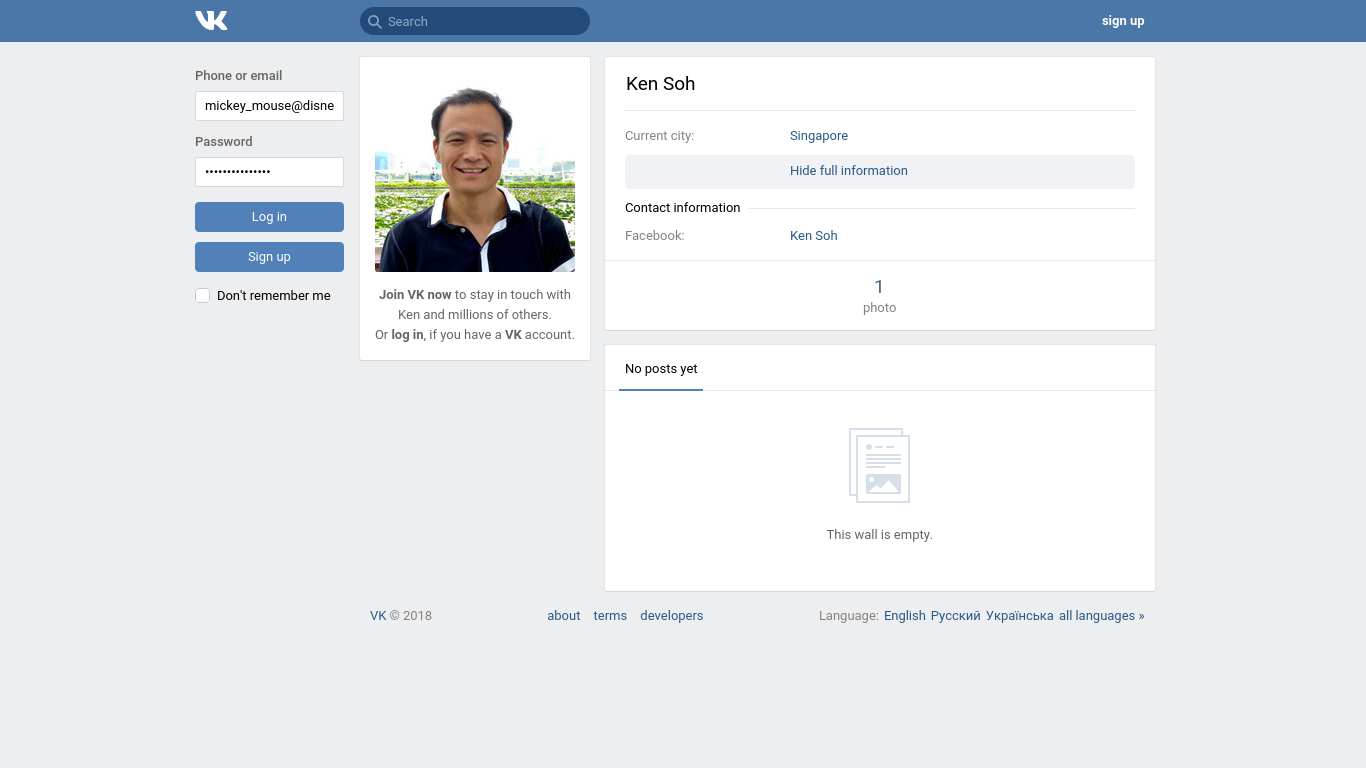 VK
Search
sign up
Phone or email
mickey_mouse@disne
Password
•••••••••••••••
Log in
Sign up
Don't remember me
Join VK now to stay in touch with
Ken and millions of others.
Or log in, if you have a VK account.
Ken Soh
Current city: Singapore
Hide full information
Contact information
Facebook: Ken Soh
1
photo
No posts yet
This wall is empty.
VK © 2018 about terms developers Language: English Русский Українська all languages »